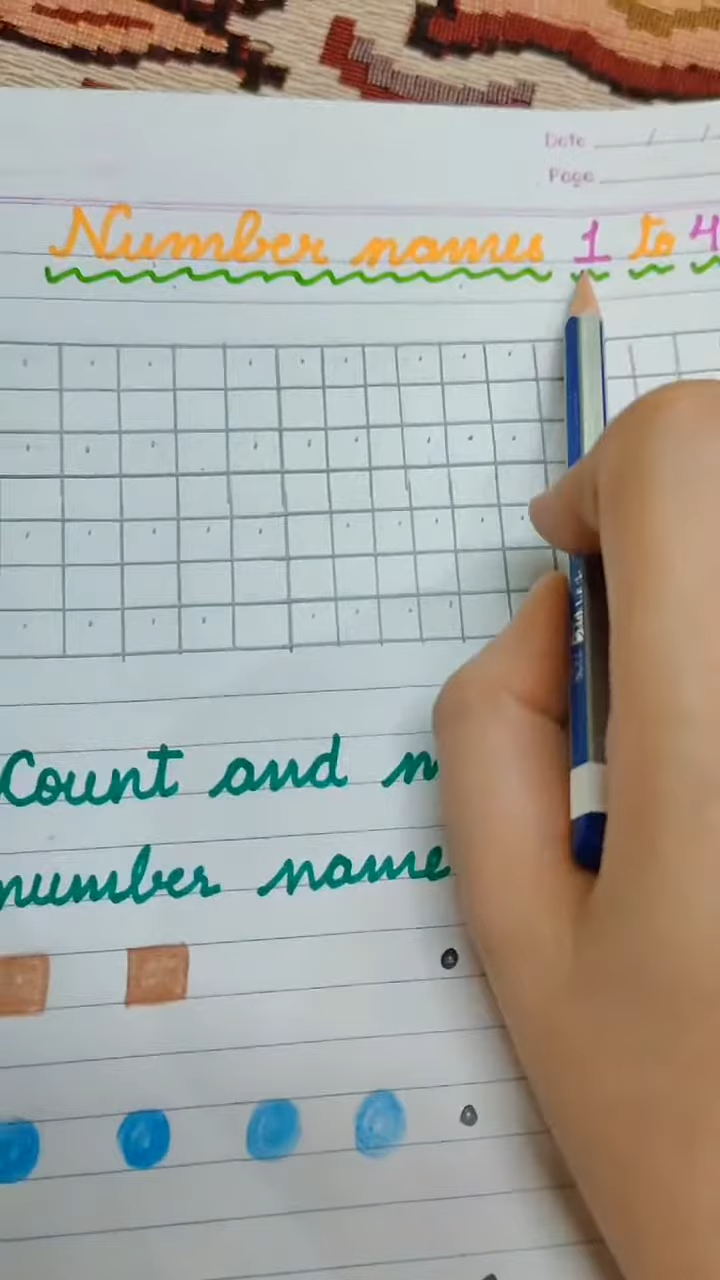 Date / /
Page
Number names 1 to 4
Count and
number name